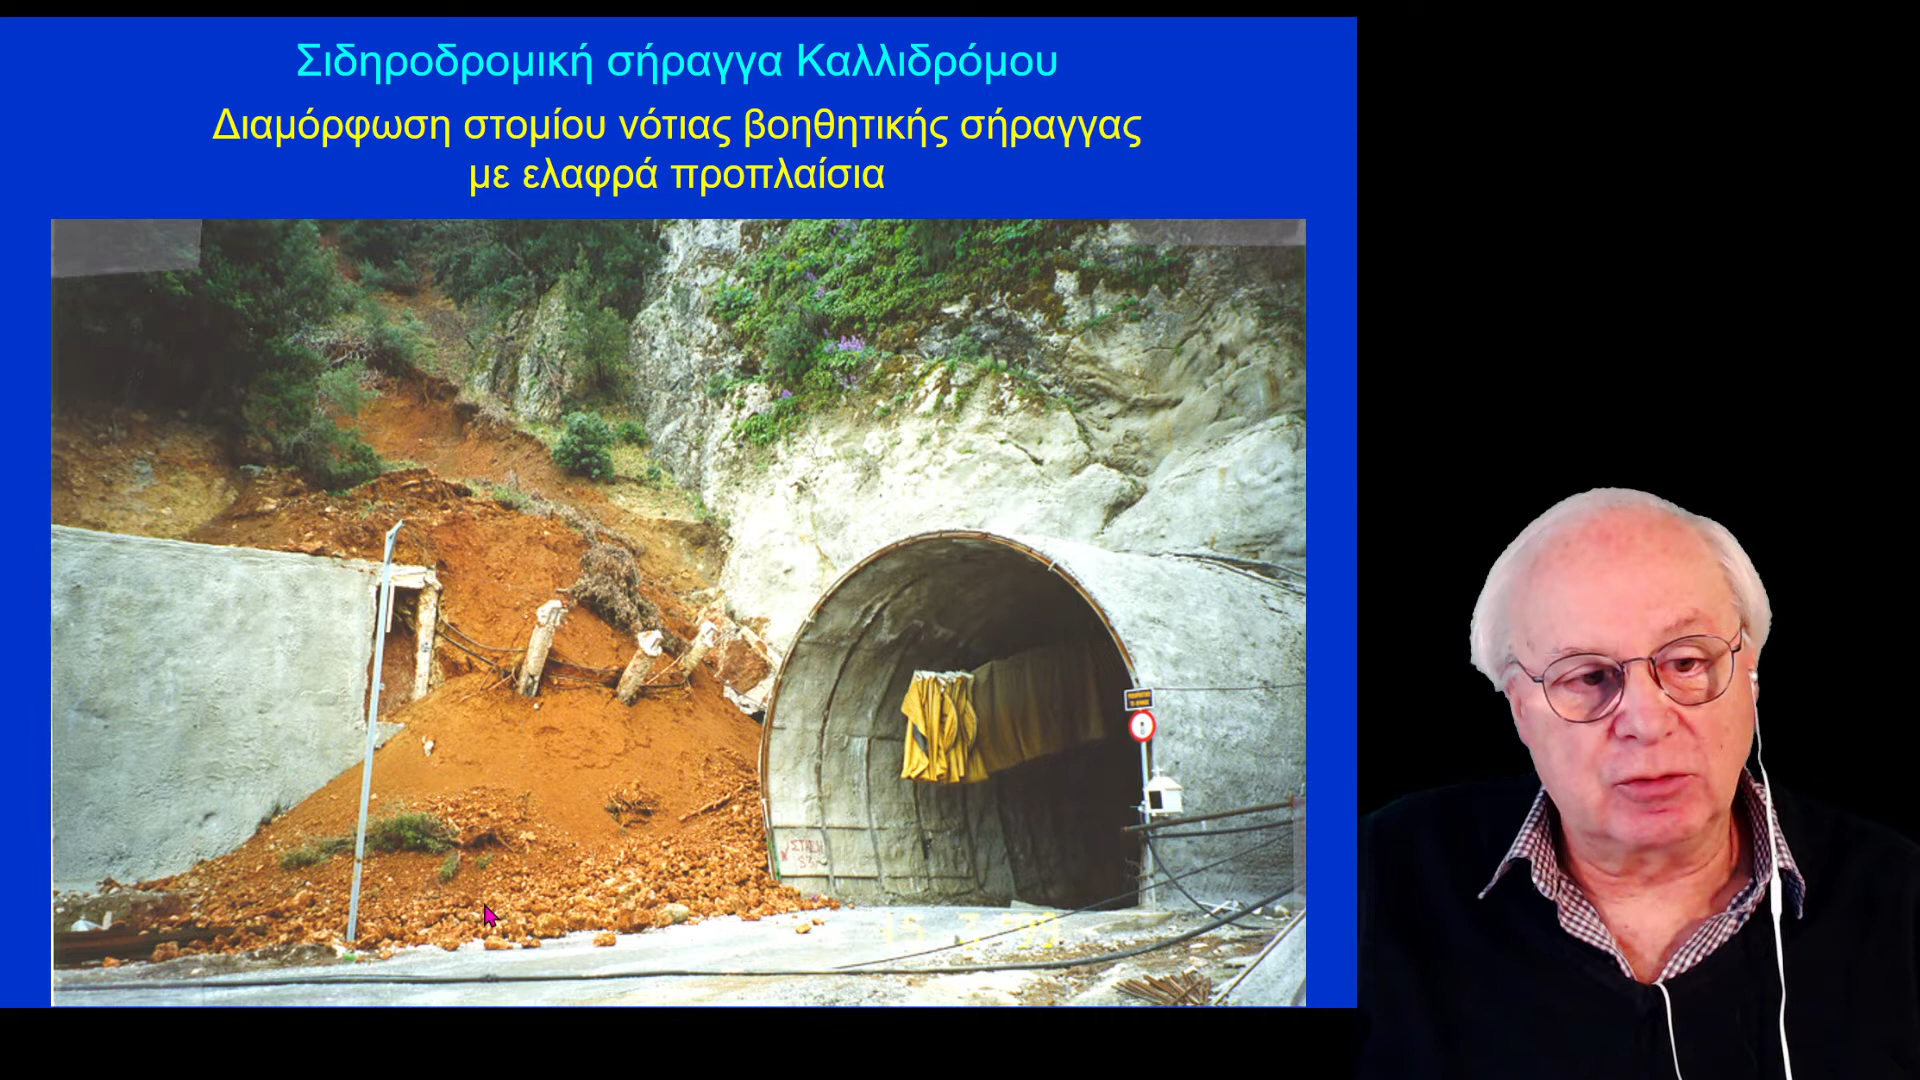 Σιδηροδρομική σήραγγα Καλλιδρόμου
Διαμόρφωση στομίου νότιας βοηθητικής σήραγγας
με ελαφρά προπλαίσια